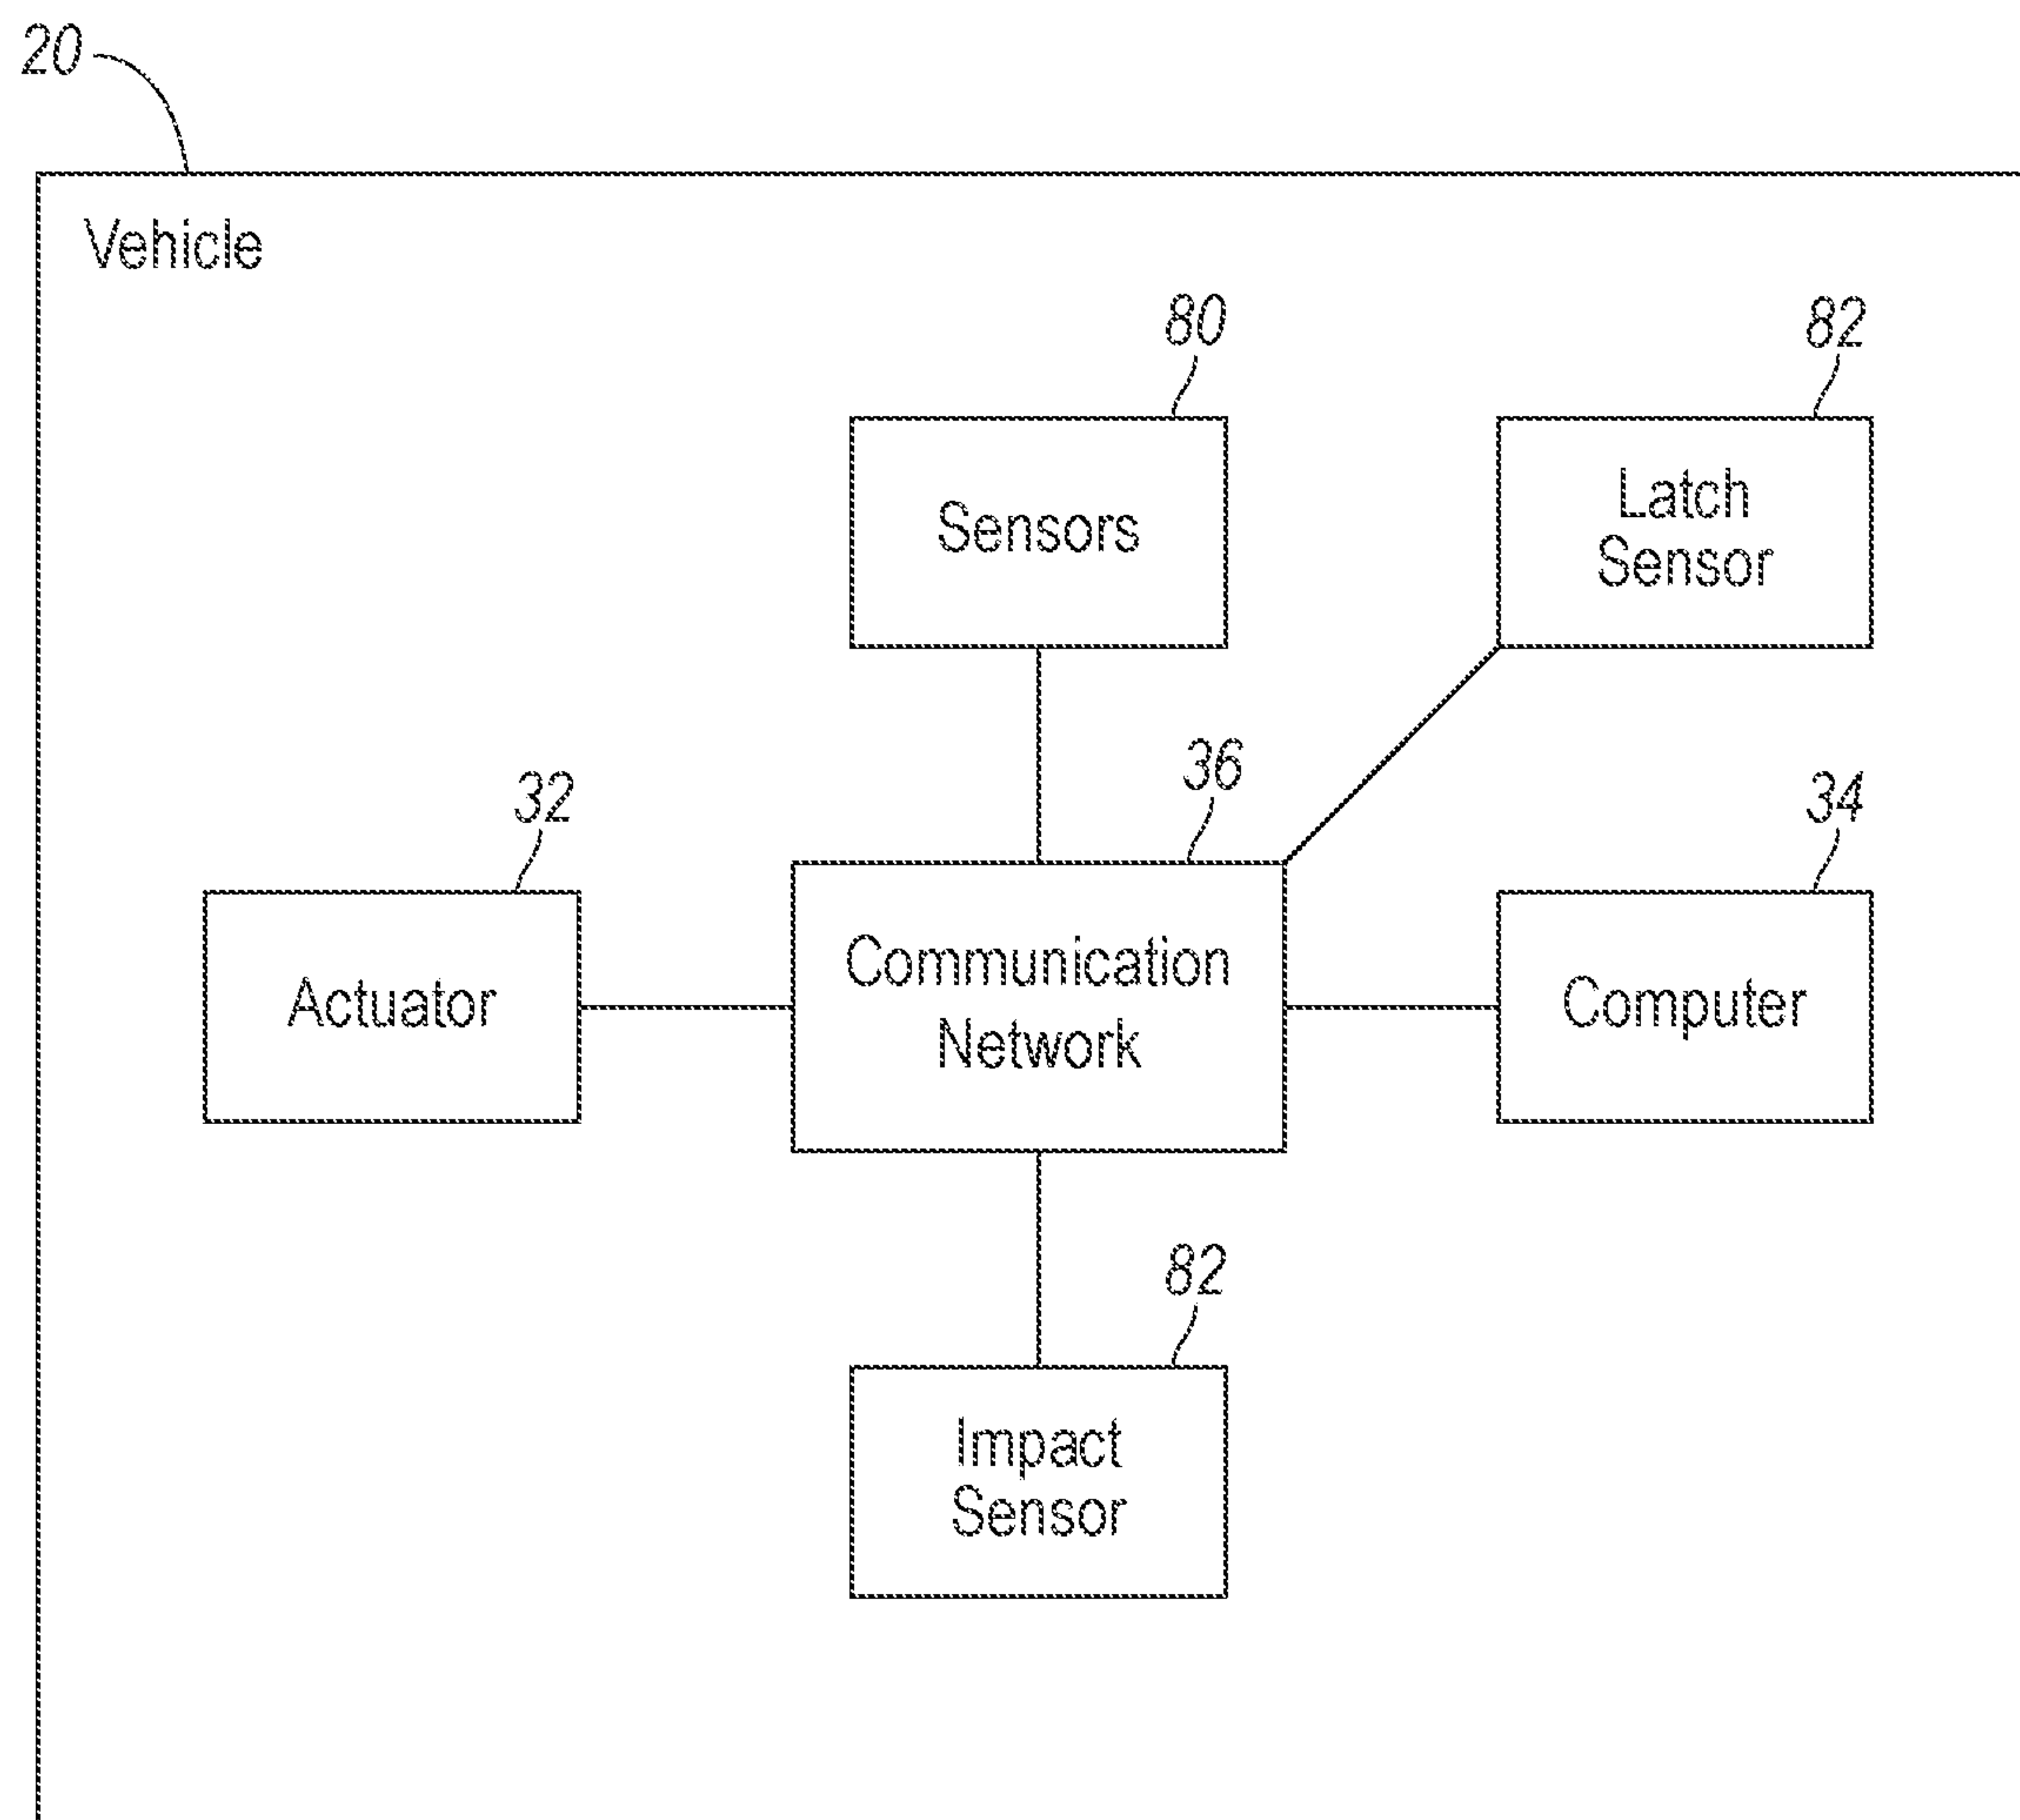 20
Vehicle
80
82
Sensors
Latch
Sensor
36
32
34
Communication
Network
Actuator
Computer
82
Impact
Sensor